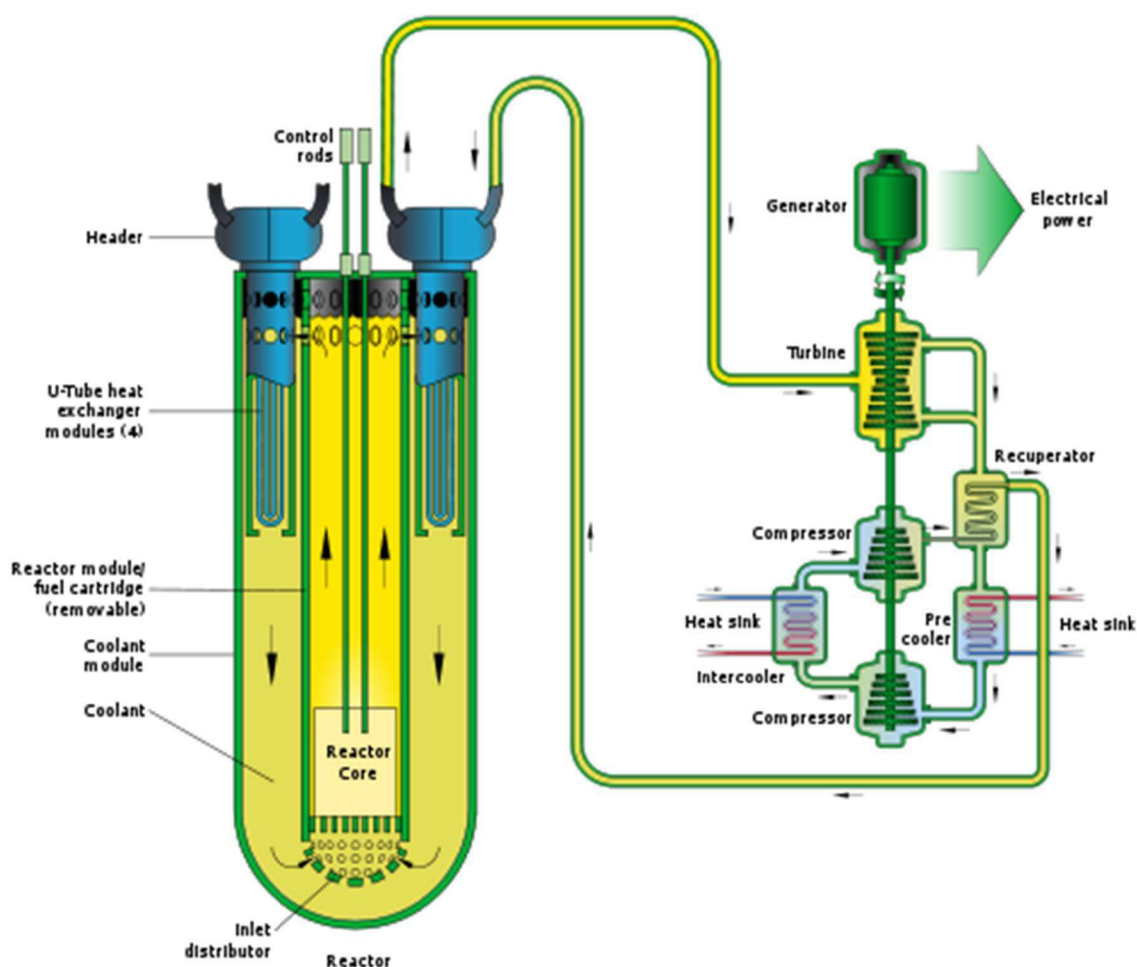 Control
rods
Header
U-Tube heat
exchanger
modules (4)
Reactor module/
fuel cartridge
(removable)
Coolant
module
Coolant
Reactor
Core
Inlet
distributor
Reactor
Generator
Electrical
power
Turbine
Recuperator
Compressor
Heat sink
Pre
cooler
Heat sink
Intercooler
Compressor